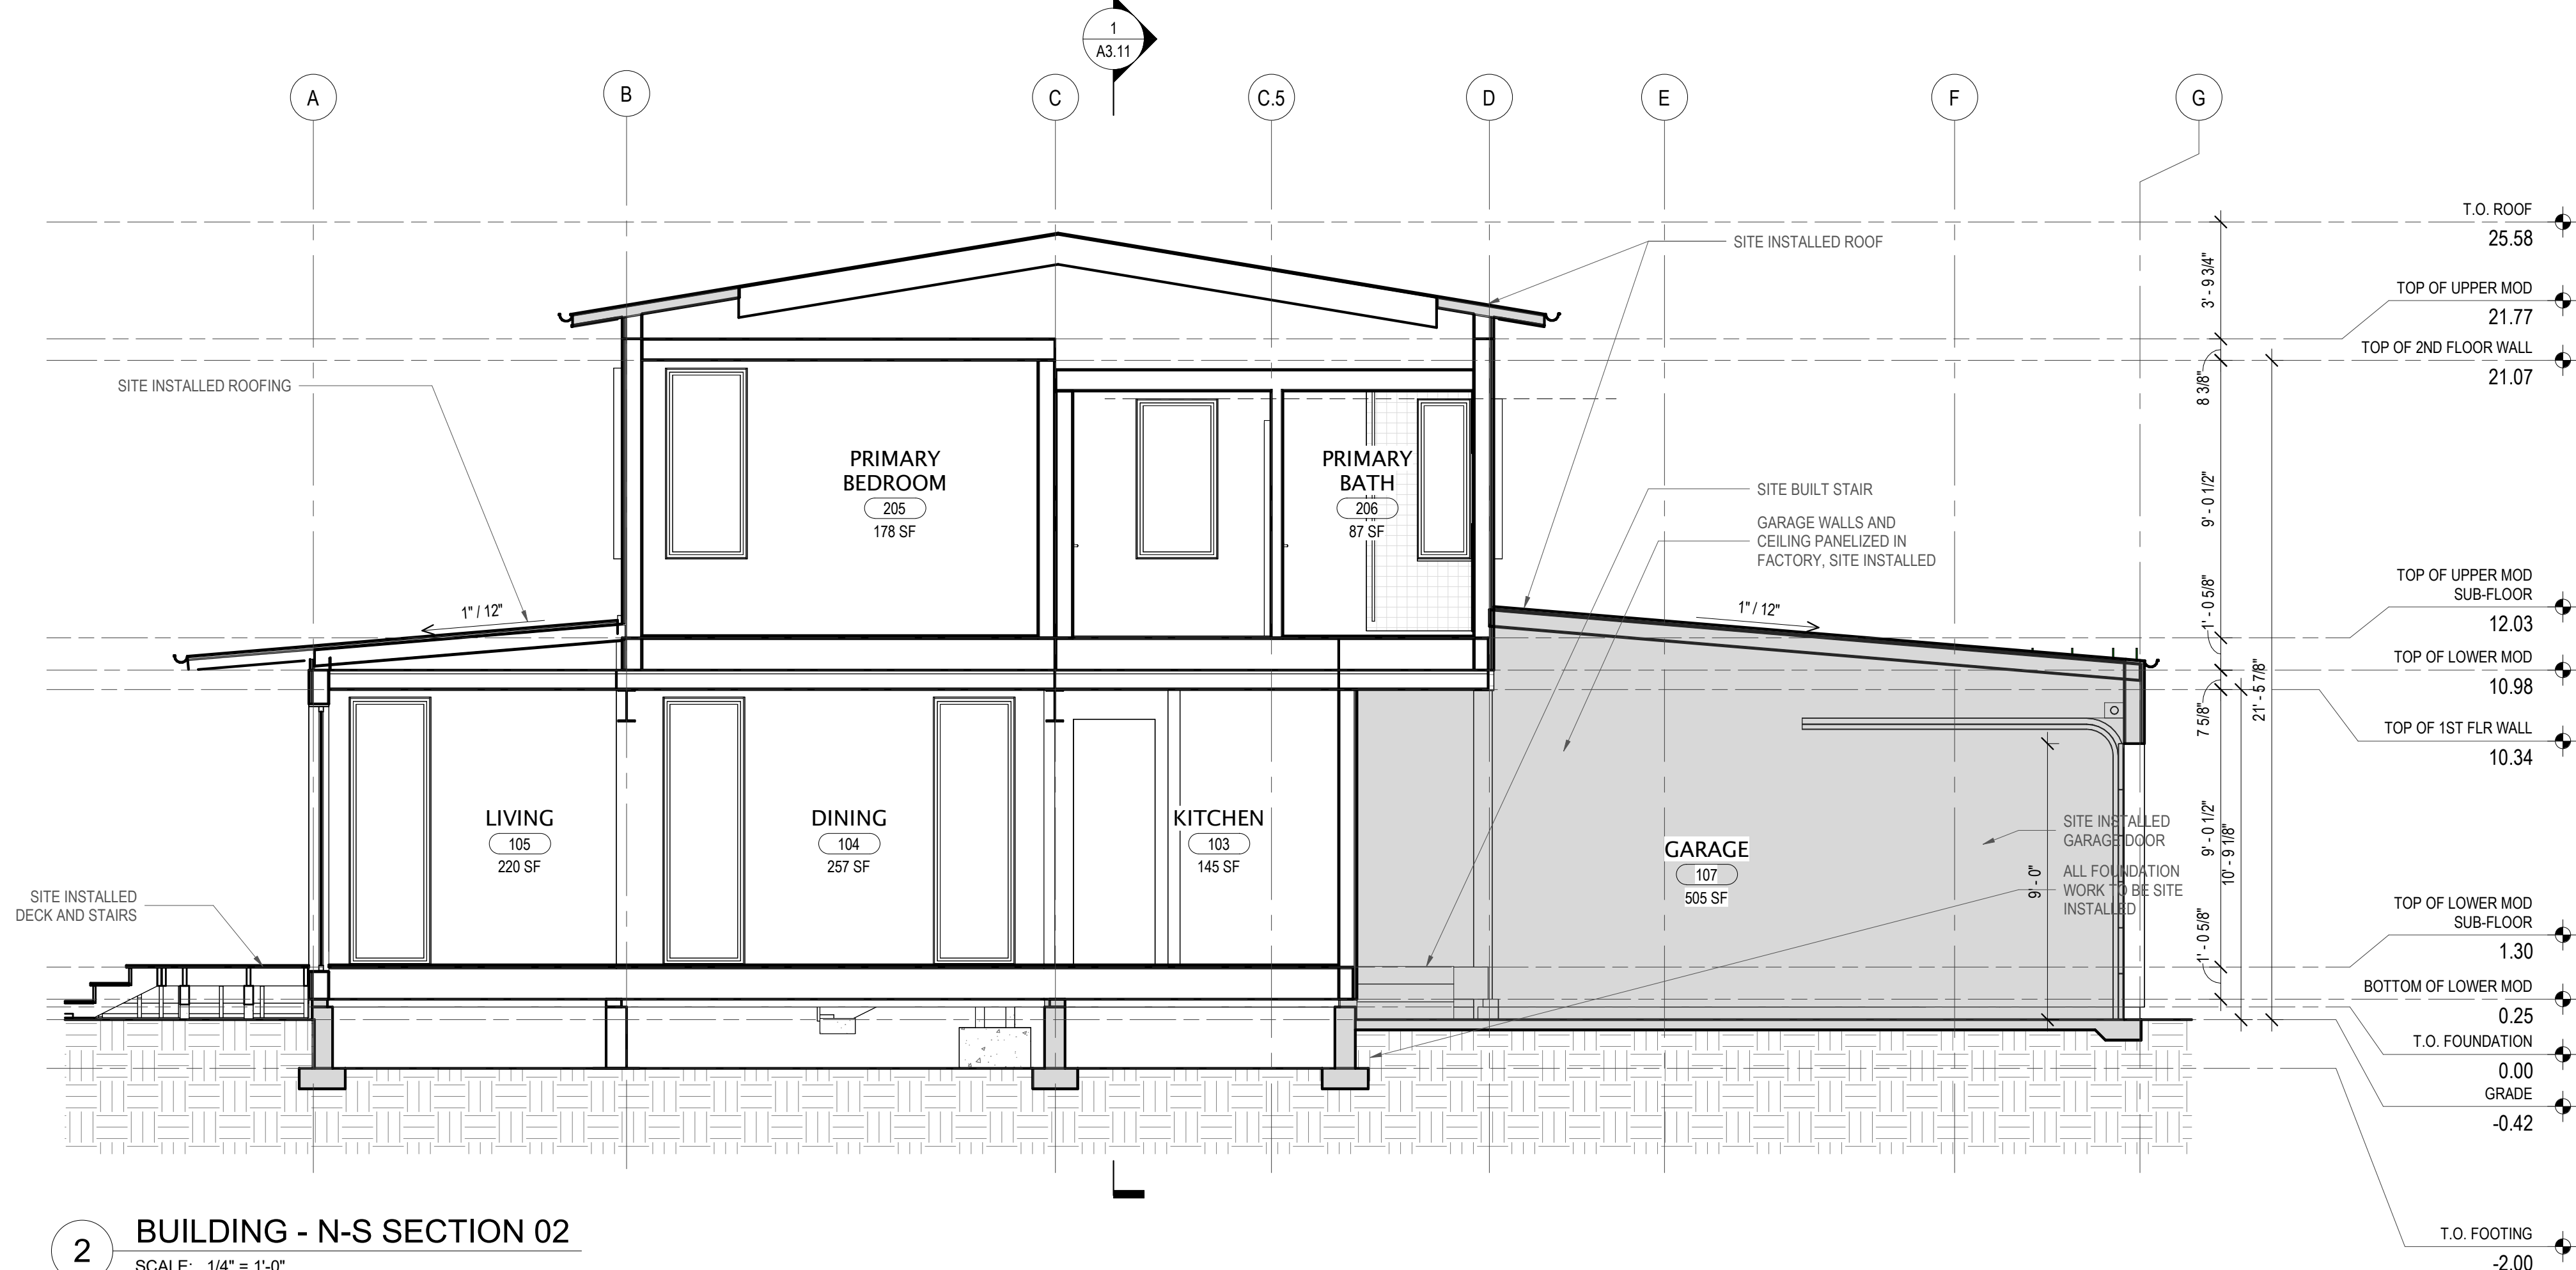 1
A3.11
A
B
C
C.5
D
E
F
G
T.O. ROOF
25.58
SITE INSTALLED ROOF
3' - 9 3/4"
TOP OF UPPER MOD
21.77
TOP OF 2ND FLOOR WALL
21.07
SITE INSTALLED ROOFING
8 3/8"
PRIMARY
BEDROOM
205
178 SF
PRIMARY
BATH
206
87 SF
SITE BUILT STAIR
GARAGE WALLS AND
CEILING PANELIZED IN
FACTORY, SITE INSTALLED
9' - 0 1/2"
TOP OF UPPER MOD
SUB-FLOOR
12.03
1' - 0 5/8"
1" / 12"
1" / 12"
TOP OF LOWER MOD
10.98
7 5/8"
21' - 5 7/8"
TOP OF 1ST FLR WALL
10.34
LIVING
105
220 SF
DINING
104
257 SF
KITCHEN
103
145 SF
GARAGE
107
505 SF
SITE INSTALLED
GARAGE DOOR
ALL FOUNDATION
WORK TO BE SITE
INSTALLED
9' - 0"
9' - 0 1/2"
10' - 9 1/8"
SITE INSTALLED
DECK AND STAIRS
TOP OF LOWER MOD
SUB-FLOOR
1.30
1' - 0 5/8"
BOTTOM OF LOWER MOD
0.25
T.O. FOUNDATION
0.00
GRADE
-0.42
T.O. FOOTING
-2.00
2
BUILDING - N-S SECTION 02
SCALE: 1/4" = 1'-0"